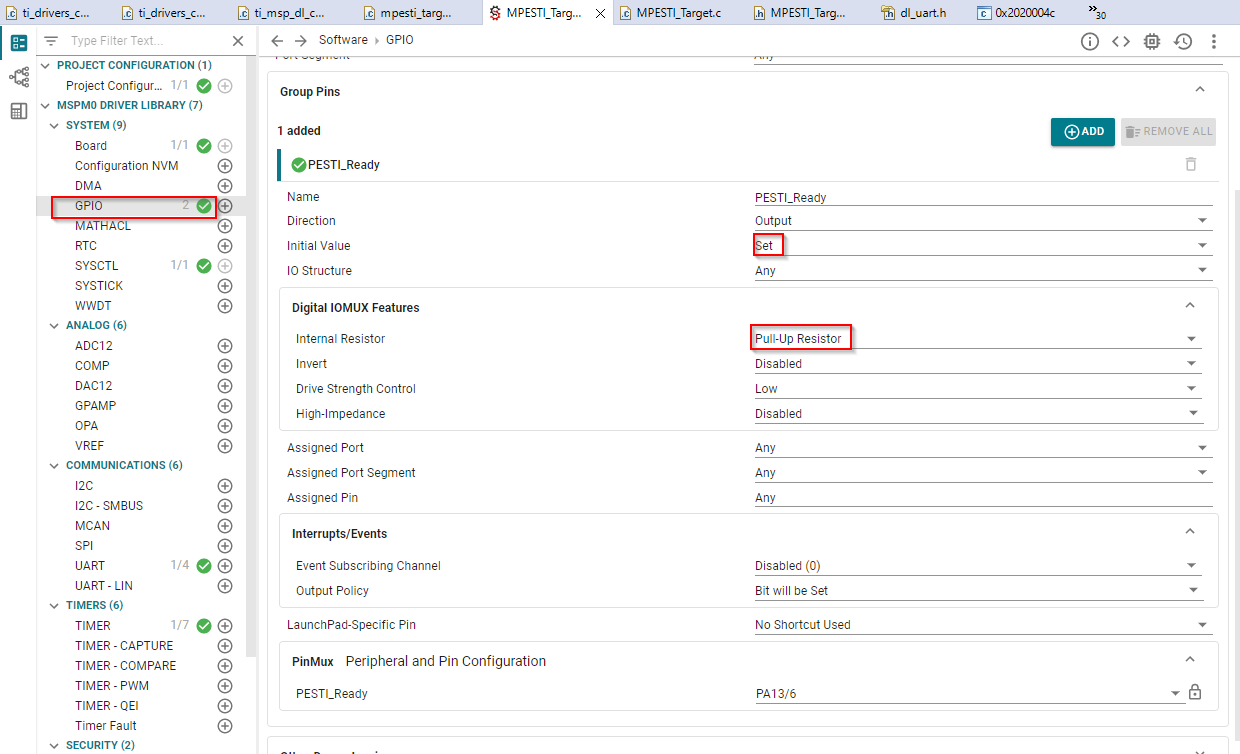 ti_drivers_c... ti_drivers_c... ti_msp_dl_c... mpesti_targ... MPESTI_Targ... MPESTI_Target.c MPESTI_Targ... dl_uart.h 0x2020004c 30
Type Filter Text...
Software GPIO
PROJECT CONFIGURATION (1)
Project Configur... 1/1
MSPM0 DRIVER LIBRARY (7)
SYSTEM (9)
Board 1/1
Configuration NVM
DMA
GPIO 2
MATHACL
RTC
SYSCTL 1/1
SYSTICK
WWDT
ANALOG (6)
ADC12
COMP
DAC12
GPAMP
OPA
VREF
COMMUNICATIONS (6)
I2C
I2C - SMBUS
MCAN
SPI
UART 1/4
UART - LIN
TIMERS (6)
TIMER 1/7
TIMER - CAPTURE
TIMER - COMPARE
TIMER - PWM
TIMER - QEI
Timer Fault
SECURITY (2)
Port Segment Any
Group Pins
1 added ADD REMOVE ALL
PESTI_Ready
Name PESTI_Ready
Direction Output
Initial Value Set
IO Structure Any
Digital IOMUX Features
Internal Resistor Pull-Up Resistor
Invert Disabled
Drive Strength Control Low
High-Impedance Disabled
Assigned Port Any
Assigned Port Segment Any
Assigned Pin Any
Interrupts/Events
Event Subscribing Channel Disabled (0)
Output Policy Bit will be Set
LaunchPad-Specific Pin No Shortcut Used
PinMux Peripheral and Pin Configuration
PESTI_Ready PA13/6